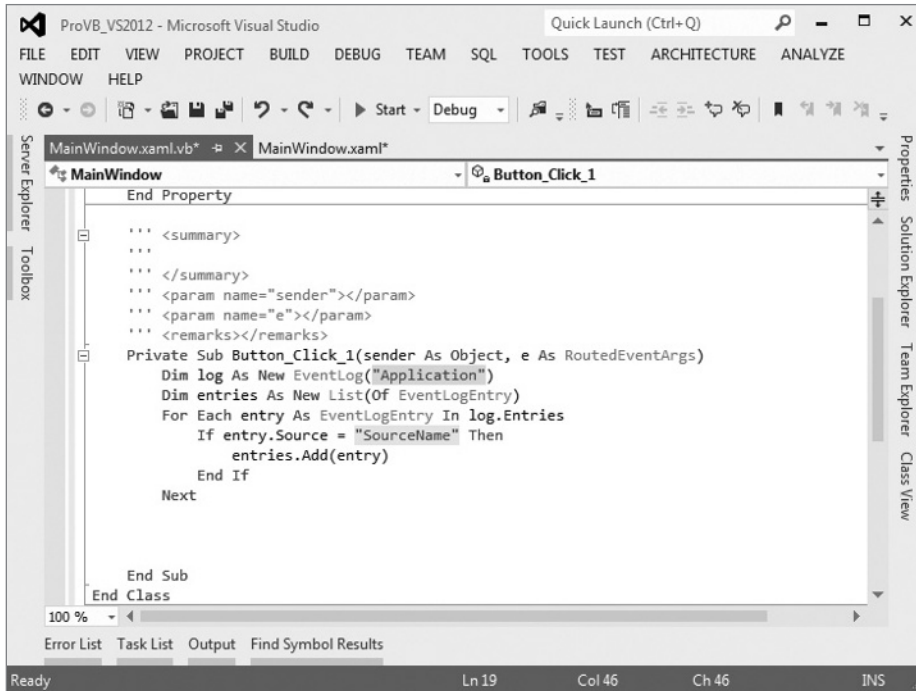 ProVB_VS2012 - Microsoft Visual Studio
Quick Launch (Ctrl+Q)
FILE EDIT VIEW PROJECT BUILD DEBUG TEAM SQL TOOLS TEST ARCHITECTURE ANALYZE
WINDOW HELP
Start Debug
Server Explorer
Toolbox
MainWindow.xaml.vb* MainWindow.xaml*
MainWindow Button_Click_1
End Property
''' <summary>
'''
''' </summary>
''' <param name="sender"></param>
''' <param name="e"></param>
''' <remarks></remarks>
Private Sub Button_Click_1(sender As Object, e As RoutedEventArgs)
Dim log As New EventLog("Application")
Dim entries As New List(Of EventLogEntry)
For Each entry As EventLogEntry In log.Entries
If entry.Source = "SourceName" Then
entries.Add(entry)
End If
Next
End Sub
End Class
100 %
Properties
Solution Explorer
Team Explorer
Class View
Error List Task List Output Find Symbol Results
Ready Ln 19 Col 46 Ch 46 INS